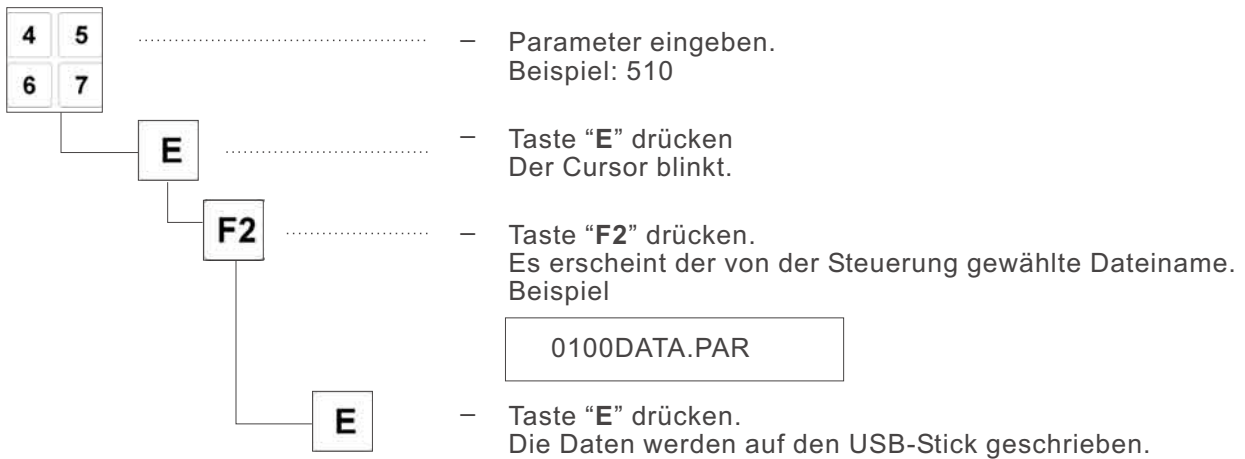 4 5
– Parameter eingeben.
Beispiel: 510
6 7
E
– Taste “E” drücken
Der Cursor blinkt.
F2
– Taste “F2” drücken.
Es erscheint der von der Steuerung gewählte Dateiname.
Beispiel
0100DATA.PAR
E
– Taste “E” drücken.
Die Daten werden auf den USB-Stick geschrieben.